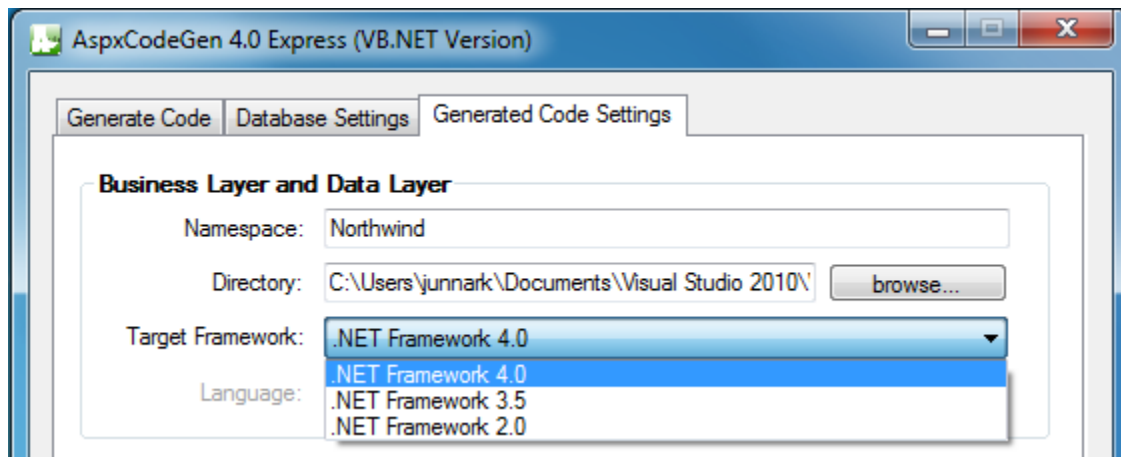 AspxCodeGen 4.0 Express (VB.NET Version)
Generate Code Database Settings Generated Code Settings
Business Layer and Data Layer
Namespace: Northwind
Directory: C:\Users\junnark\Documents\Visual Studio 2010\ browse...
Target Framework: .NET Framework 4.0
.NET Framework 4.0
Language: .NET Framework 3.5
.NET Framework 2.0